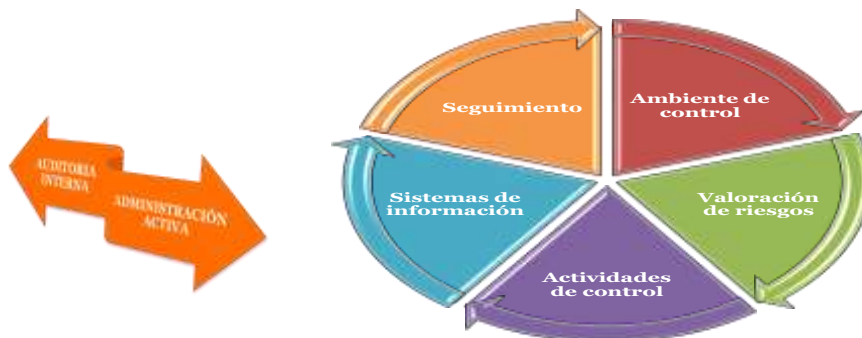 AUDITORIA
INTERNA
ADMINISTRACIÓN
ACTIVA
Seguimiento
Ambiente de
control
Sistemas de
información
Valoración
de riesgos
Actividades
de control